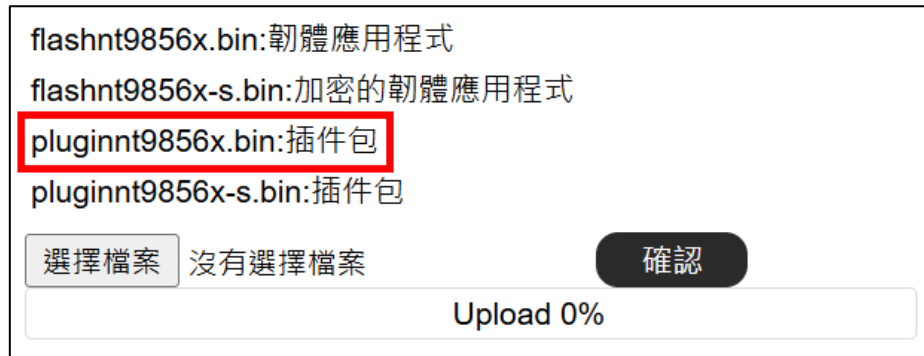 flashnt9856x.bin:韌體應用程式
flashnt9856x-s.bin:加密的韌體應用程式
pluginnt9856x.bin:插件包
pluginnt9856x-s.bin:插件包
選擇檔案 沒有選擇檔案 確認
Upload 0%